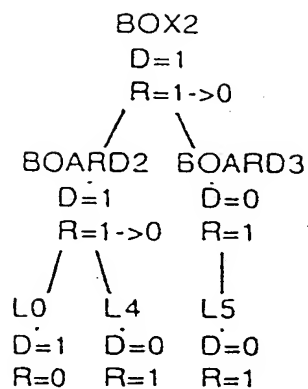 BOX2
D=1
R=1->0
BOARD2 BOARD3
D=1 D=0
R=1->0 R=1
L0 L4 L5
D=1 D=0 D=0
R=0 R=1 R=1